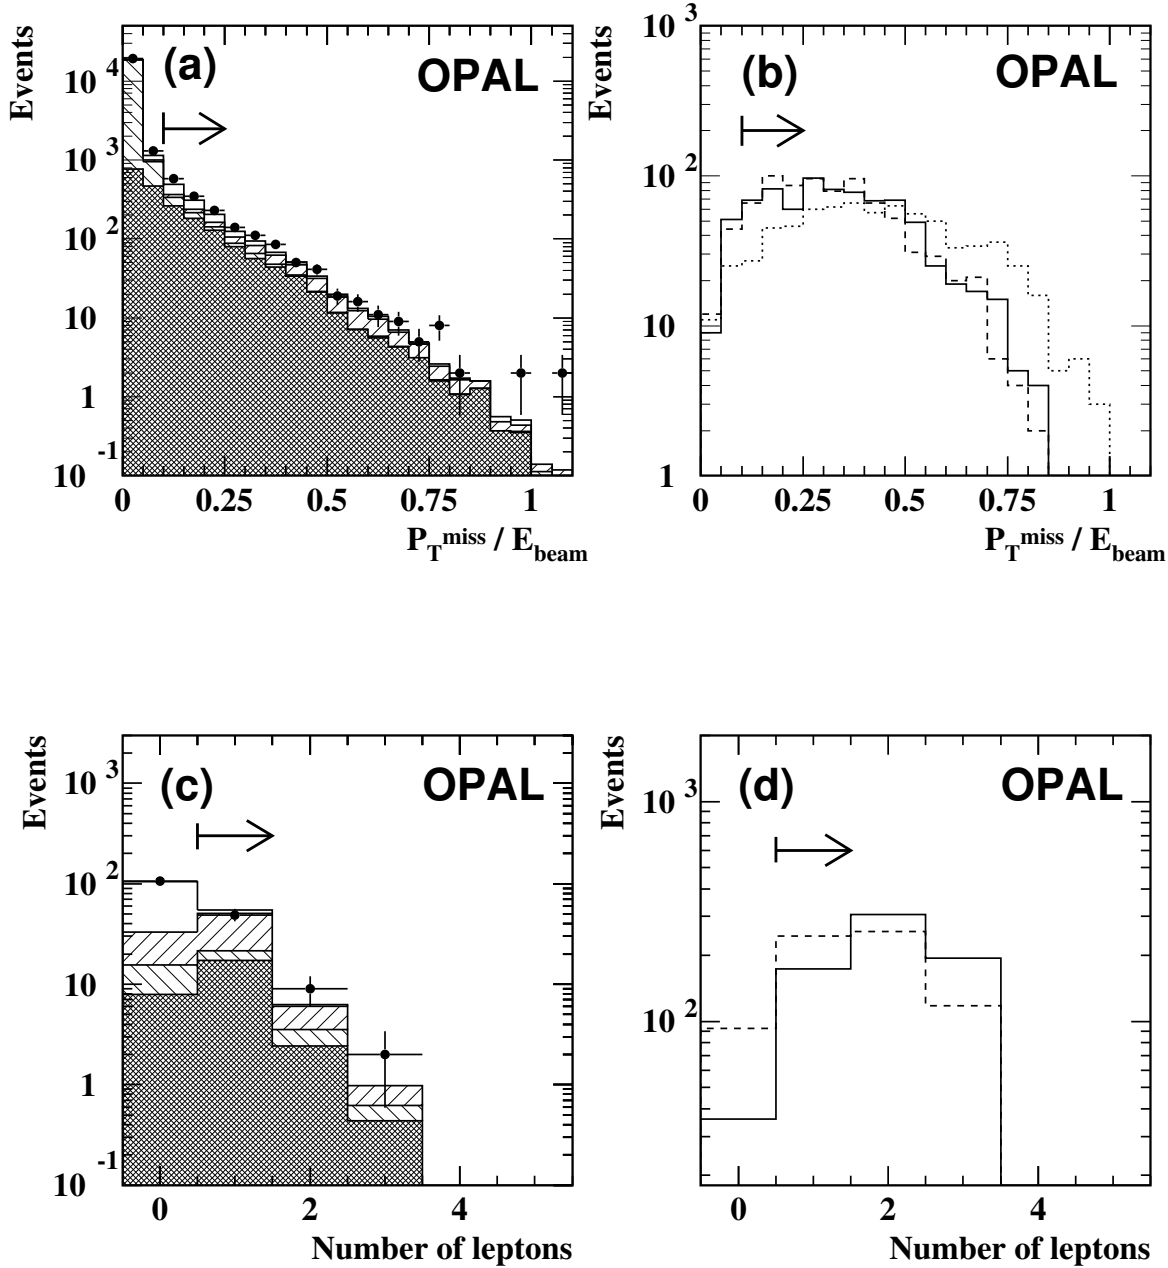 Events
(a) OPAL
10^4
10^3
10^2
10
1
10^-1
0 0.25 0.5 0.75 1
P_T^miss / E_beam
Events
(b) OPAL
10^3
10^2
10
1
0 0.25 0.5 0.75 1
P_T^miss / E_beam
Events
(c) OPAL
10^3
10^2
10
1
10^-1
0 2 4
Number of leptons
Events
(d) OPAL
10^3
10^2
0 2 4
Number of leptons